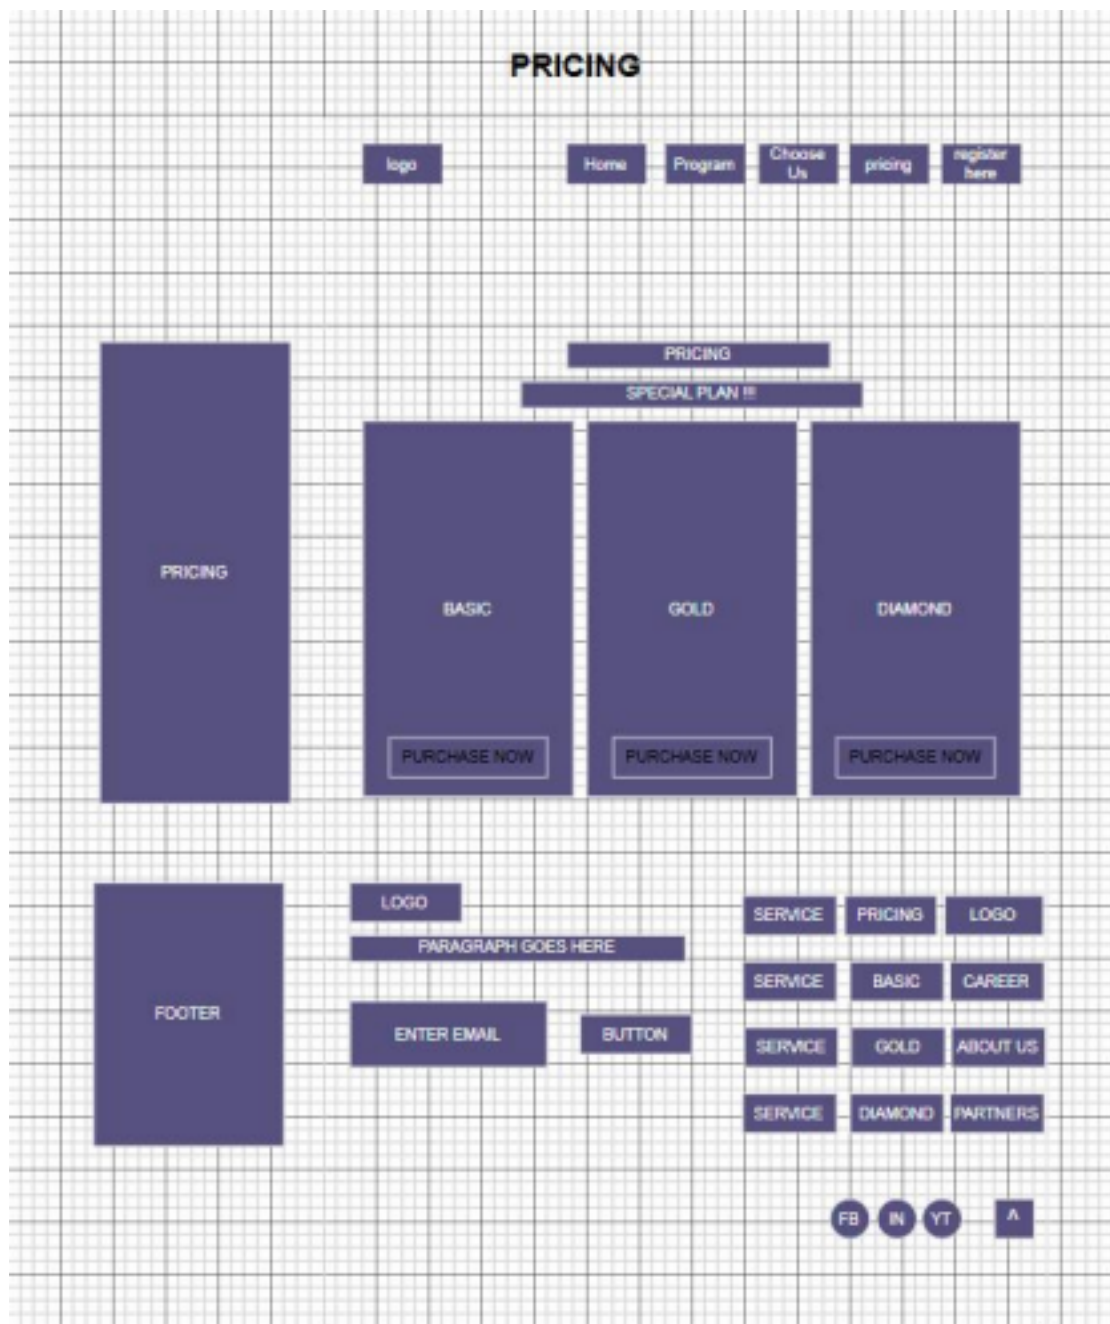 PRICING
logo
Home
Program
Choose
Us
pricing
register
here
PRICING
PRICING
SPECIAL PLAN !!!
BASIC
GOLD
DIAMOND
PURCHASE NOW
PURCHASE NOW
PURCHASE NOW
FOOTER
LOGO
PARAGRAPH GOES HERE
ENTER EMAIL
BUTTON
SERVICE
PRICING
LOGO
SERVICE
BASIC
CAREER
SERVICE
GOLD
ABOUT US
SERVICE
DIAMOND
PARTNERS
FB
IN
YT
^